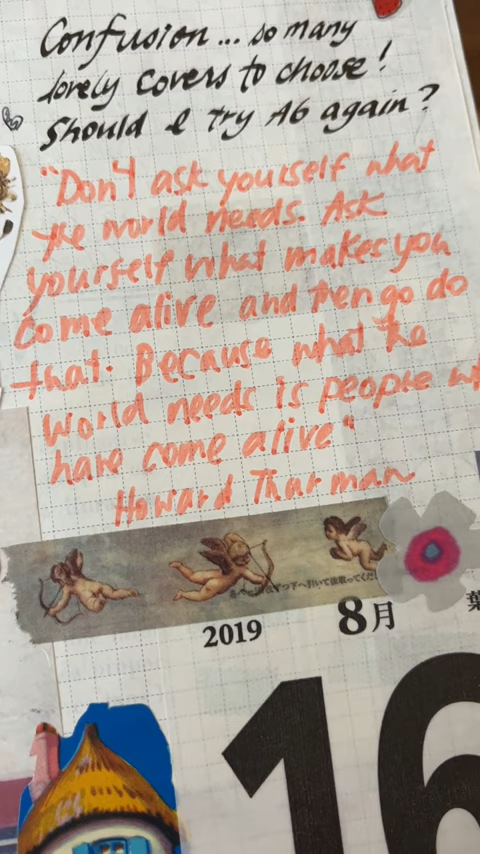 Confusion... so many
lovely covers to choose!
Should I try A6 again?
"Don't ask yourself what
the world needs. Ask
yourself what makes you
come alive and then go do
that. Because what the
world needs is people
have come alive"
Howard Thurman
2019
8月
16